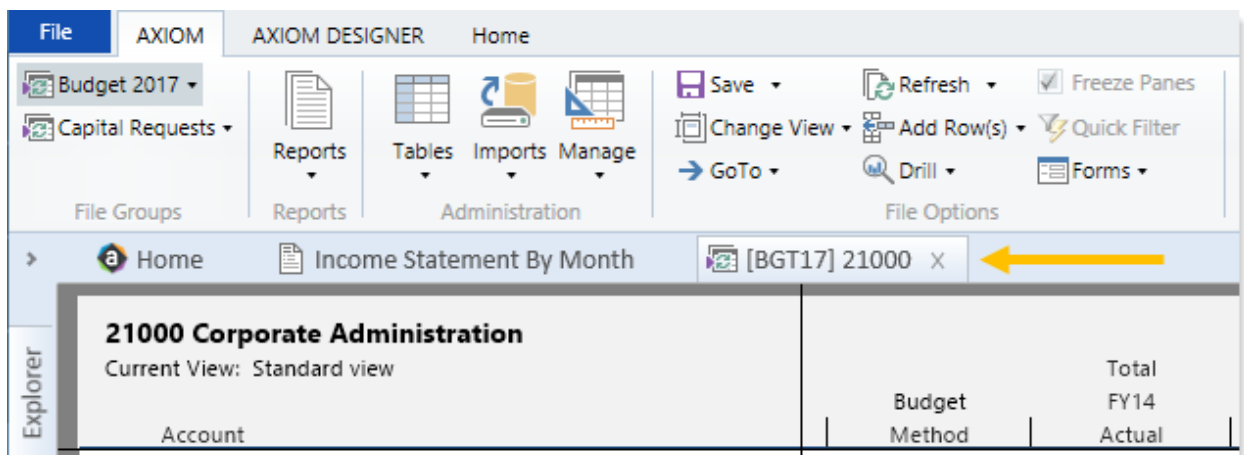 File AXIOM AXIOM DESIGNER Home
Budget 2017
Capital Requests
Reports Tables Imports Manage
Save Refresh Freeze Panes
Change View Add Row(s) Quick Filter
GoTo Drill Forms
File Groups Reports Administration File Options
> a Home Income Statement By Month [BGT17] 21000 X
Explorer
21000 Corporate Administration
Current View: Standard view
Total
Budget FY14
Account Method Actual